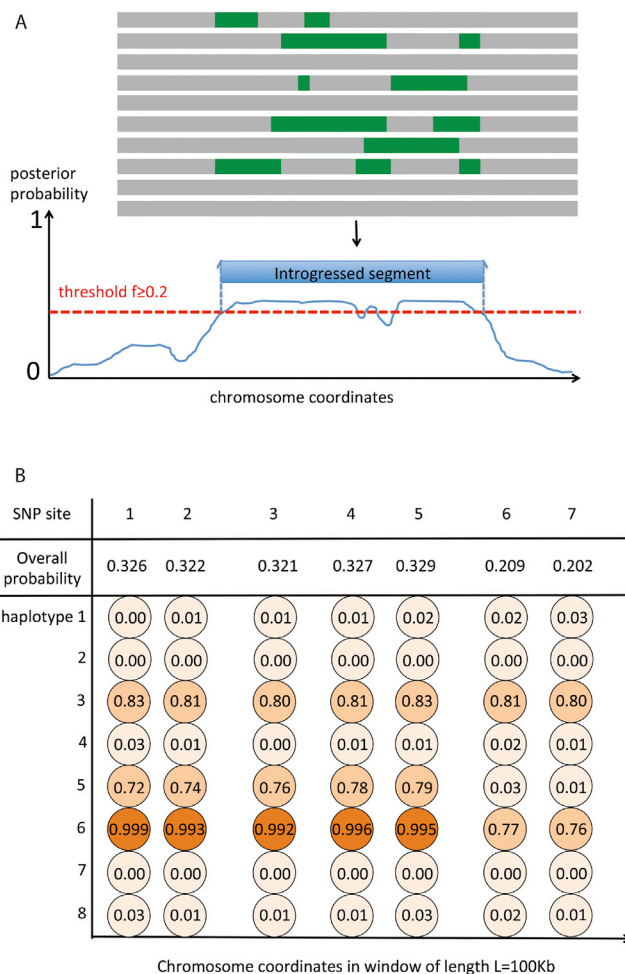 A
posterior
probability
1
Introgressed segment
threshold f≥0.2
0
chromosome coordinates
B
SNP site 1 2 3 4 5 6 7
Overall
probability 0.326 0.322 0.321 0.327 0.329 0.209 0.202
haplotype 1 0.00 0.01 0.01 0.01 0.02 0.02 0.03
2 0.00 0.00 0.00 0.00 0.00 0.00 0.00
3 0.83 0.81 0.80 0.81 0.83 0.81 0.80
4 0.03 0.01 0.00 0.01 0.01 0.02 0.01
5 0.72 0.74 0.76 0.78 0.79 0.03 0.01
6 0.999 0.993 0.992 0.996 0.995 0.77 0.76
7 0.00 0.00 0.00 0.00 0.00 0.00 0.00
8 0.03 0.01 0.01 0.01 0.03 0.02 0.01
Chromosome coordinates in window of length L=100Kb